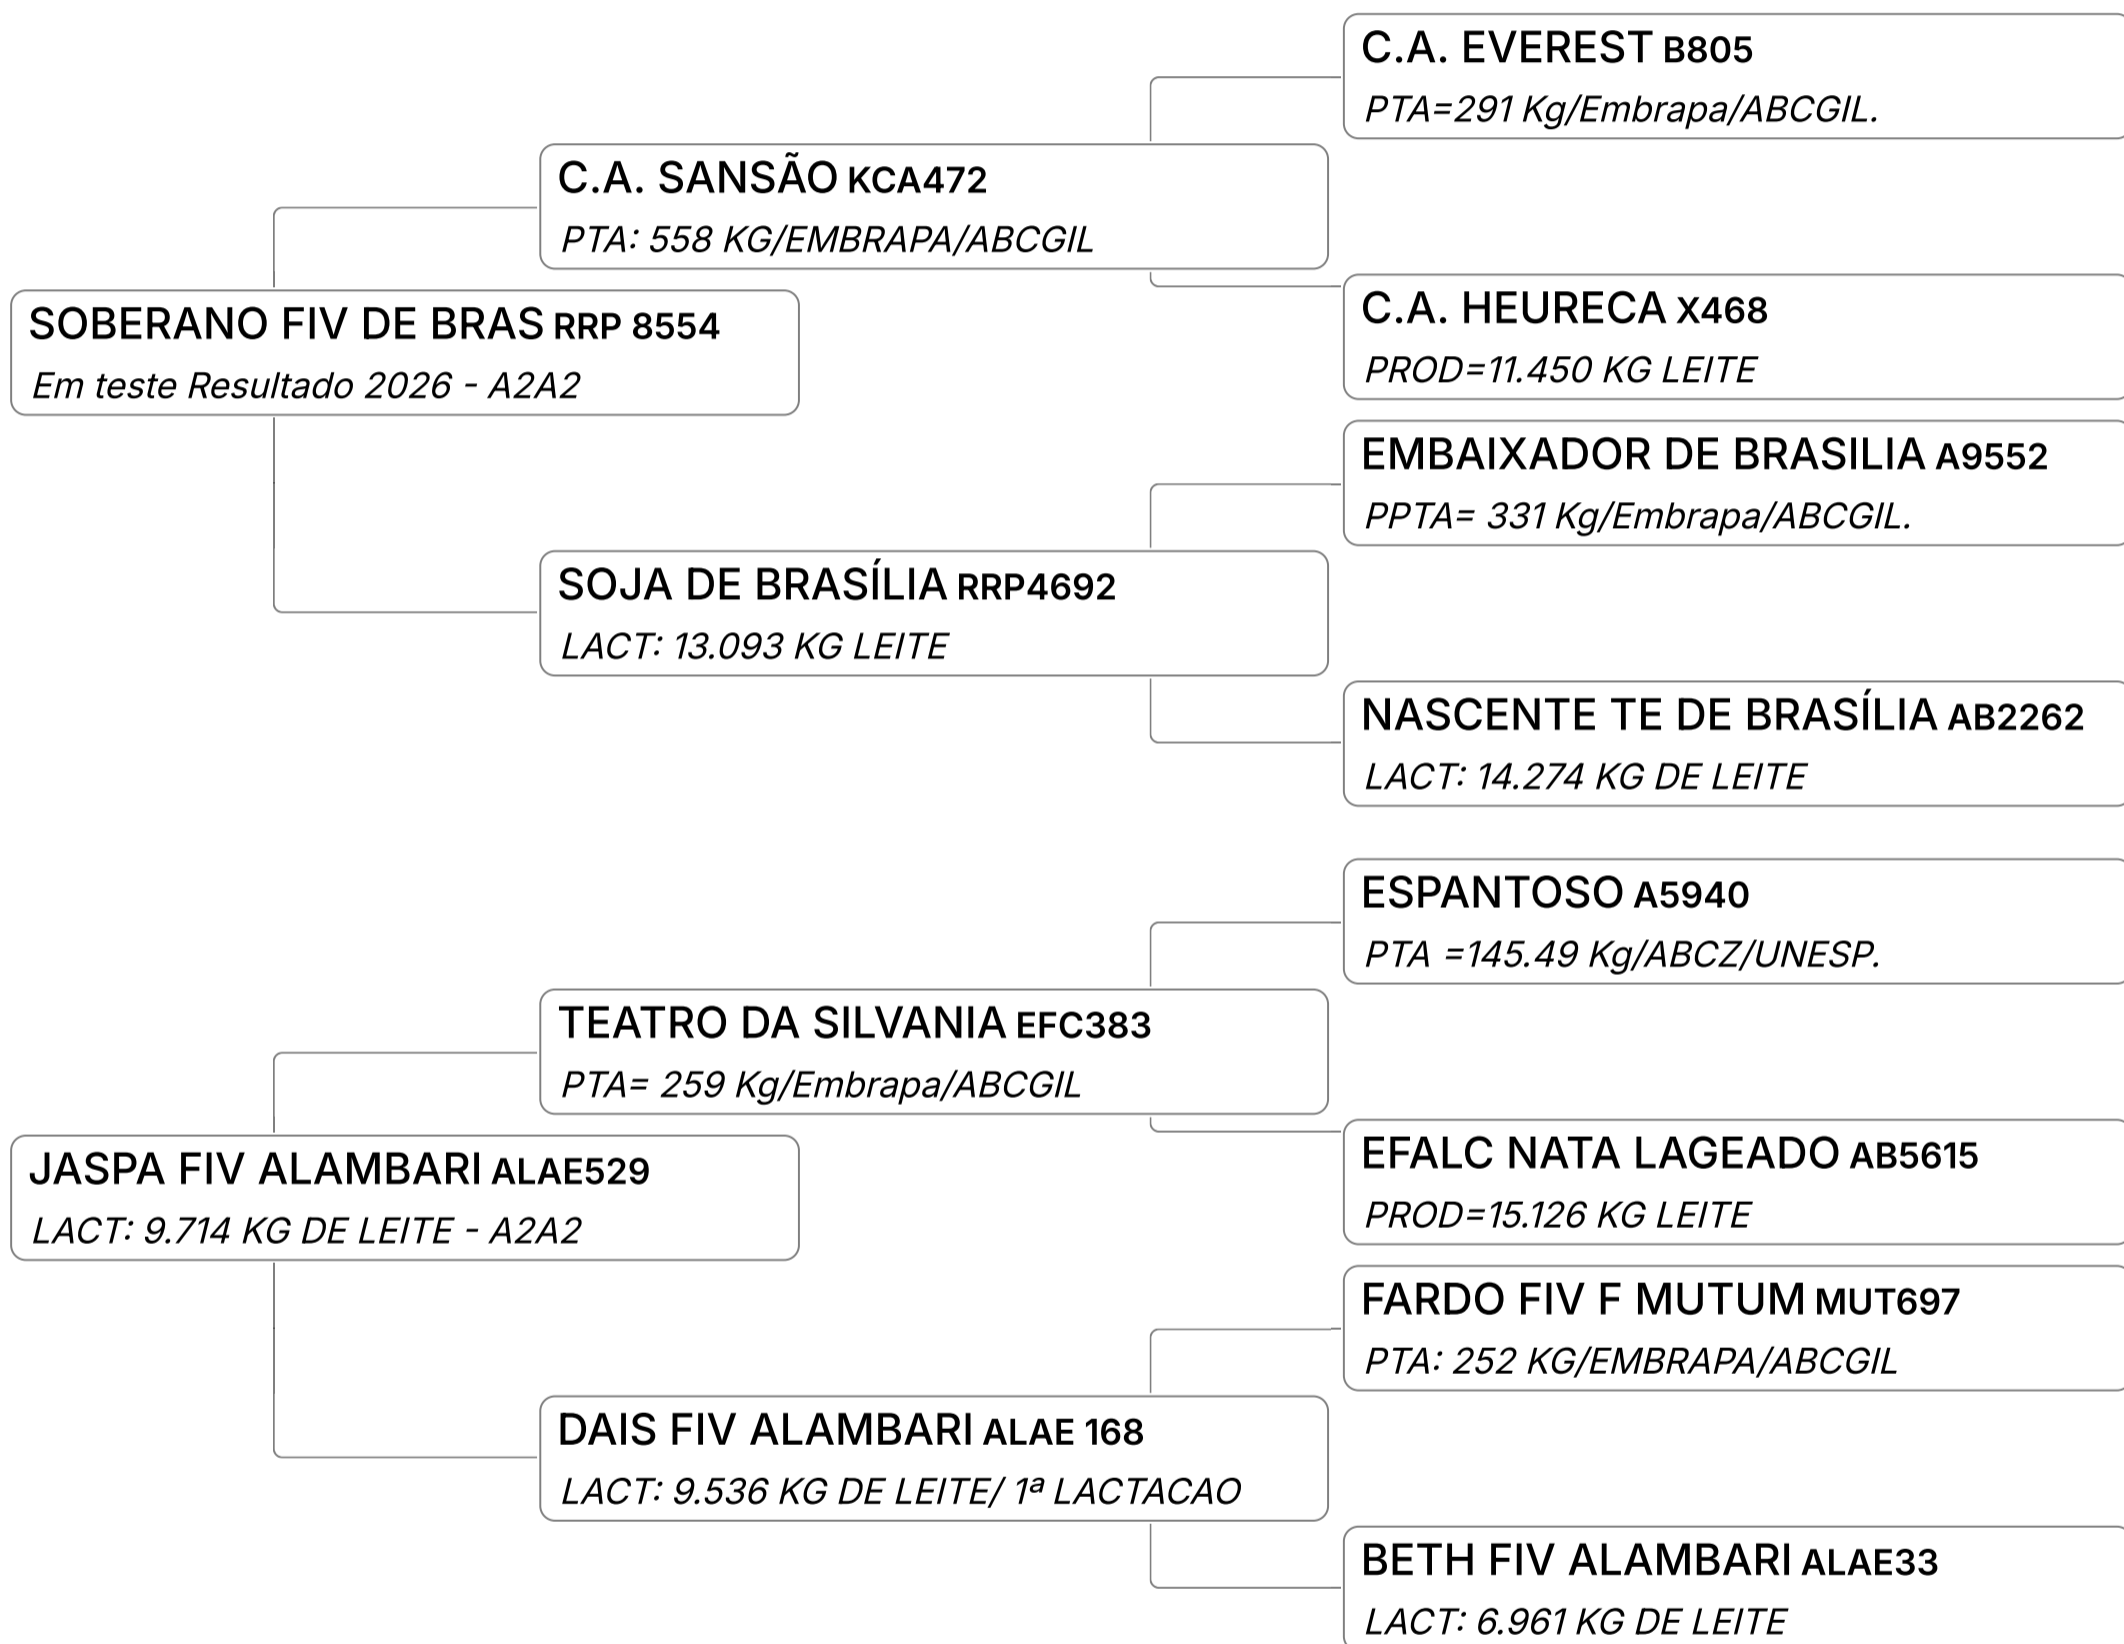 C.A. EVEREST B805
PTA=291 Kg/Embrapa/ABCGIL.
C.A. SANSÃO KCA472
PTA: 558 KG/EMBRAPA/ABCGIL
C.A. HEURECA X468
PROD=11.450 KG LEITE
SOBERANO FIV DE BRAS RRP 8554
Em teste Resultado 2026 - A2A2
EMBAIXADOR DE BRASILIA A9552
PPTA= 331 Kg/Embrapa/ABCGIL.
SOJA DE BRASÍLIA RRP4692
LACT: 13.093 KG LEITE
NASCENTE TE DE BRASÍLIA AB2262
LACT: 14.274 KG DE LEITE
ESPANTOSO A5940
PTA =145.49 Kg/ABCZ/UNESP.
TEATRO DA SILVANIA EFC383
PTA= 259 Kg/Embrapa/ABCGIL
EFALC NATA LAGEADO AB5615
PROD=15.126 KG LEITE
JASPA FIV ALAMBARI ALAE529
LACT: 9.714 KG DE LEITE - A2A2
FARDO FIV F MUTUM MUT697
PTA: 252 KG/EMBRAPA/ABCGIL
DAIS FIV ALAMBARI ALAE 168
LACT: 9.536 KG DE LEITE/ 1ª LACTACAO
BETH FIV ALAMBARI ALAE33
LACT: 6.961 KG DE LEITE